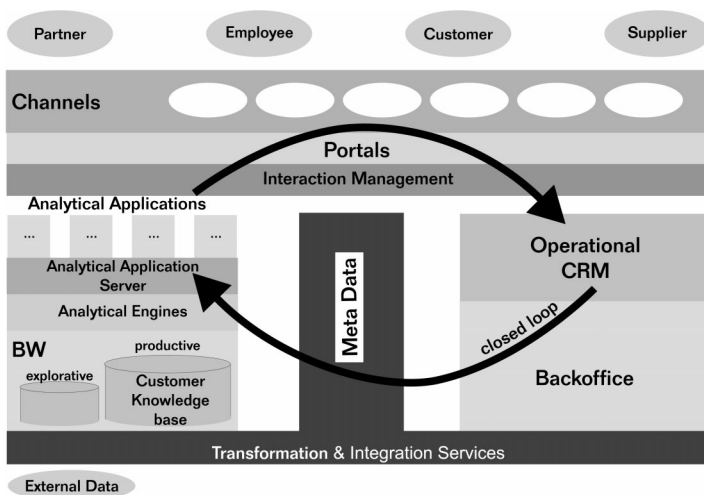 Partner
Employee
Customer
Supplier
Channels
Portals
Interaction Management
Analytical Applications
...
...
...
...
Analytical Application
Server
Analytical Engines
BW
explorative
productive
Customer
Knowledge
base
Meta Data
Operational
CRM
closed loop
Backoffice
Transformation & Integration Services
External Data